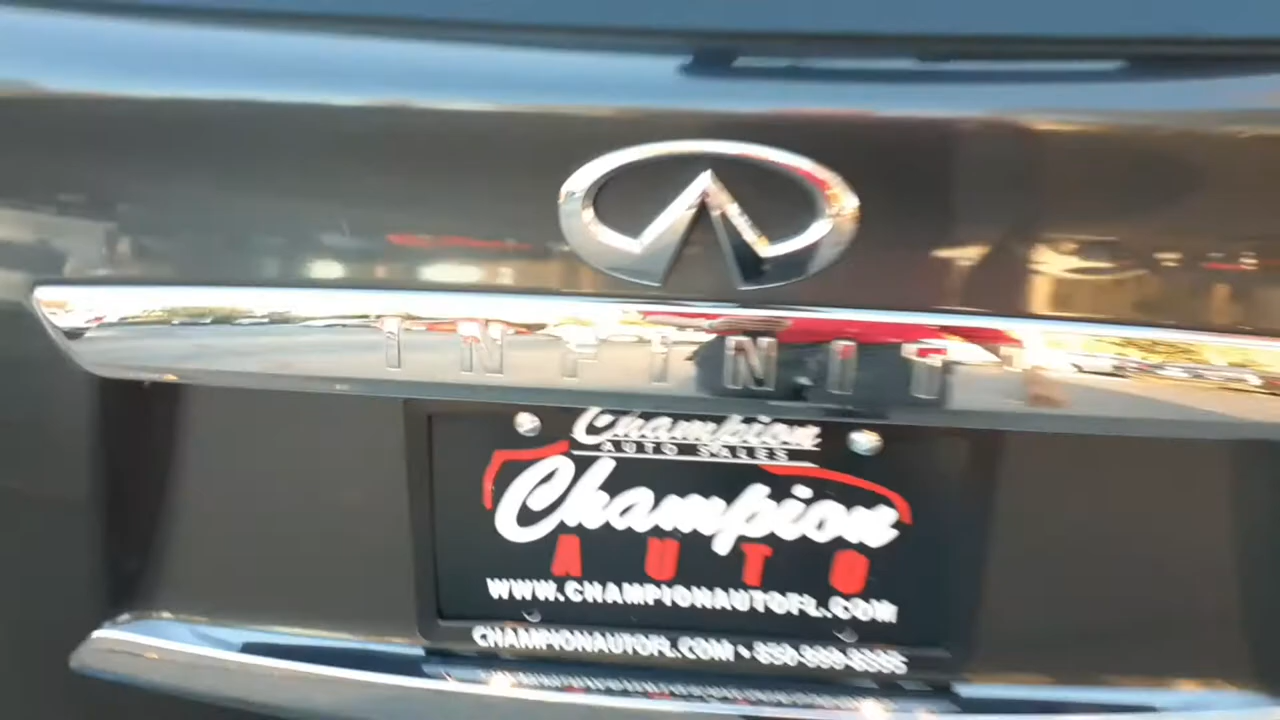 INFINITI
Champion
AUTO SALES
Champion
AUTO
WWW.CHAMPIONAUTOFL.COM
CHAMPIONAUTOFL.COM •